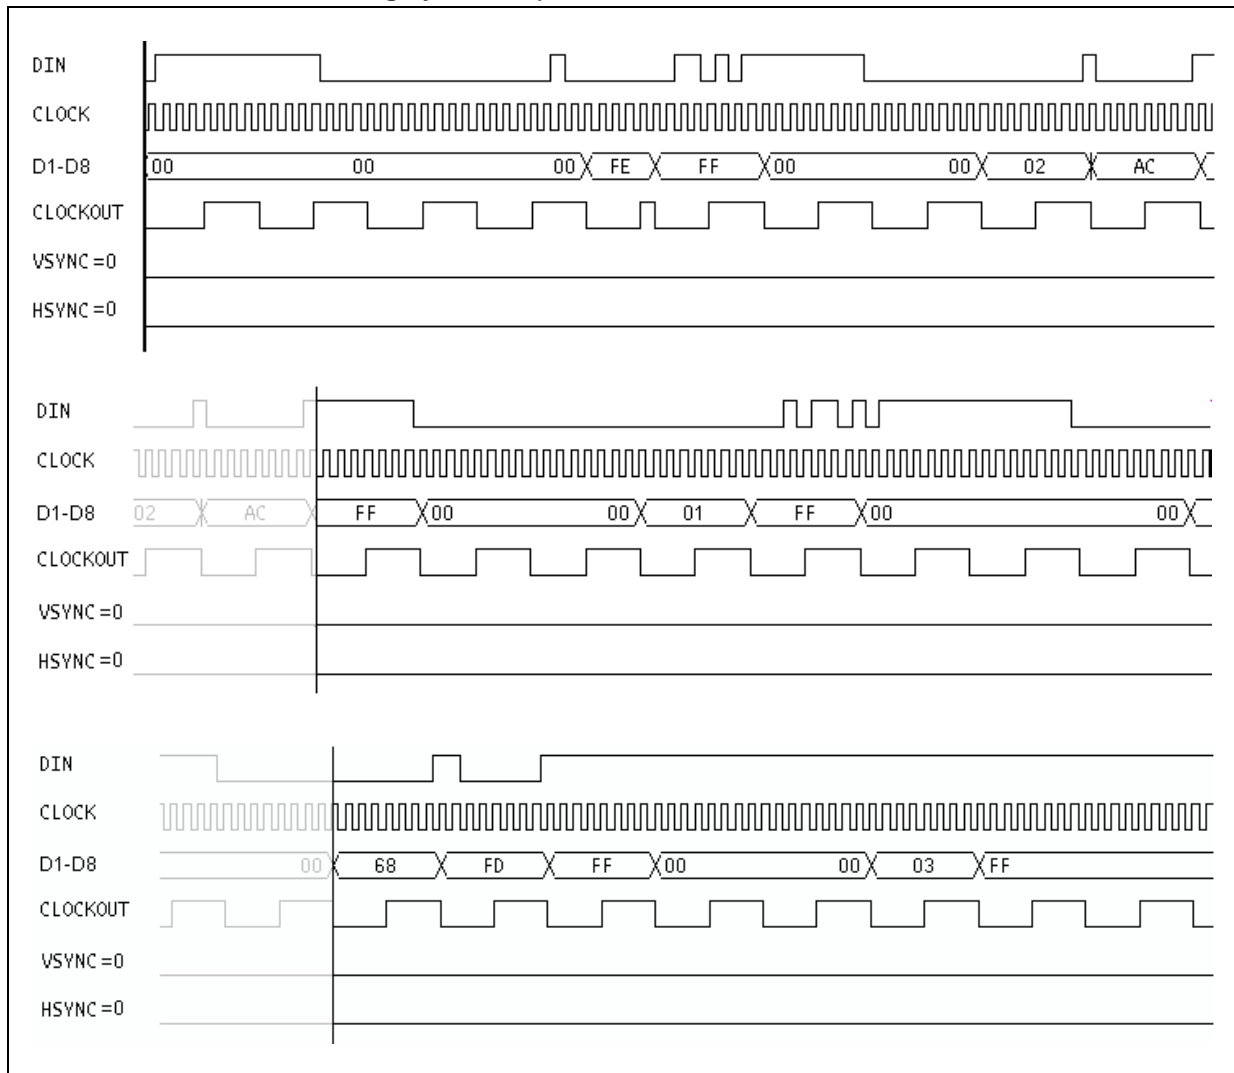 DIN
CLOCK
D1-D8 00 00 00 FE FF 00 00 02 AC
CLOCKOUT
VSYNC=0
HSYNC=0
DIN
CLOCK
D1-D8 02 AC FF 00 00 01 FF 00 00
CLOCKOUT
VSYNC=0
HSYNC=0
DIN
CLOCK
D1-D8 00 68 FD FF 00 00 03 FF
CLOCKOUT
VSYNC=0
HSYNC=0